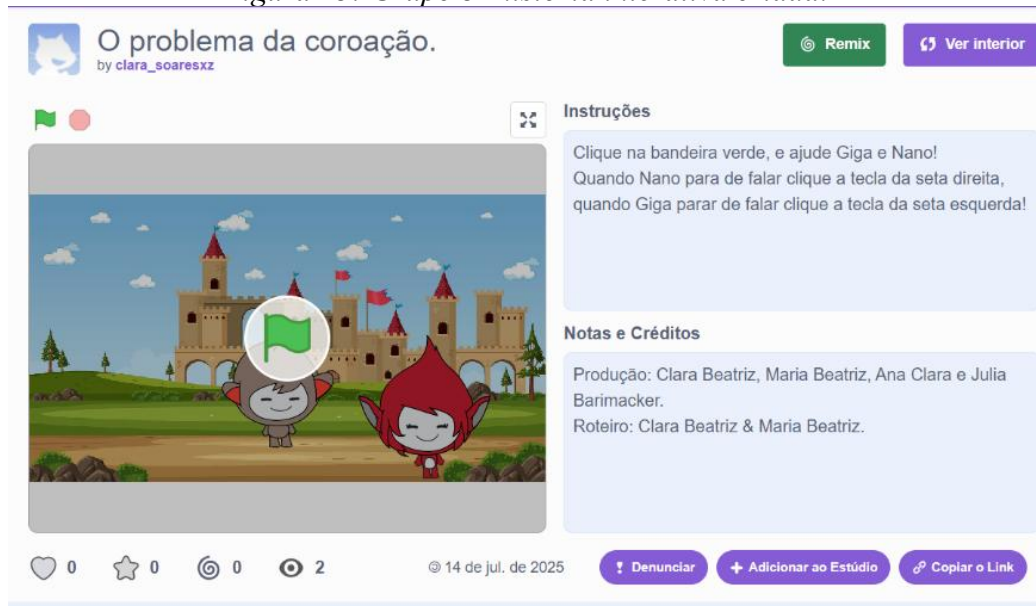 O problema da coroação.
by clara_soaresxz
Remix
Ver interior
Instruções
Clique na bandeira verde, e ajude Giga e Nano!
Quando Nano para de falar clique a tecla da seta direita,
quando Giga parar de falar clique a tecla da seta esquerda!
Notas e Créditos
Produção: Clara Beatriz, Maria Beatriz, Ana Clara e Julia
Barimacker.
Roteiro: Clara Beatriz & Maria Beatriz.
0
0
0
2
© 14 de jul. de 2025
Denunciar
Adicionar ao Estúdio
Copiar o Link